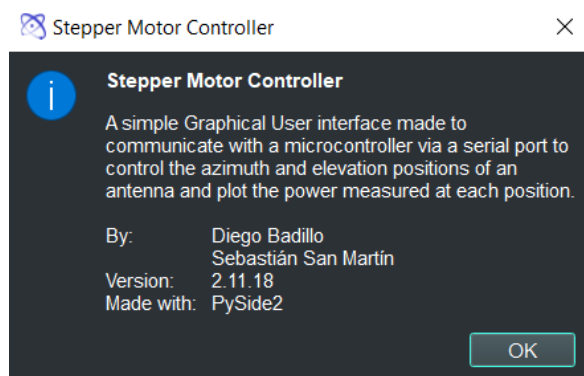 Stepper Motor Controller
Stepper Motor Controller
A simple Graphical User interface made to
communicate with a microcontroller via a serial port to
control the azimuth and elevation positions of an
antenna and plot the power measured at each position.
By: Diego Badillo
Sebastián San Martín
Version: 2.11.18
Made with: PySide2
OK